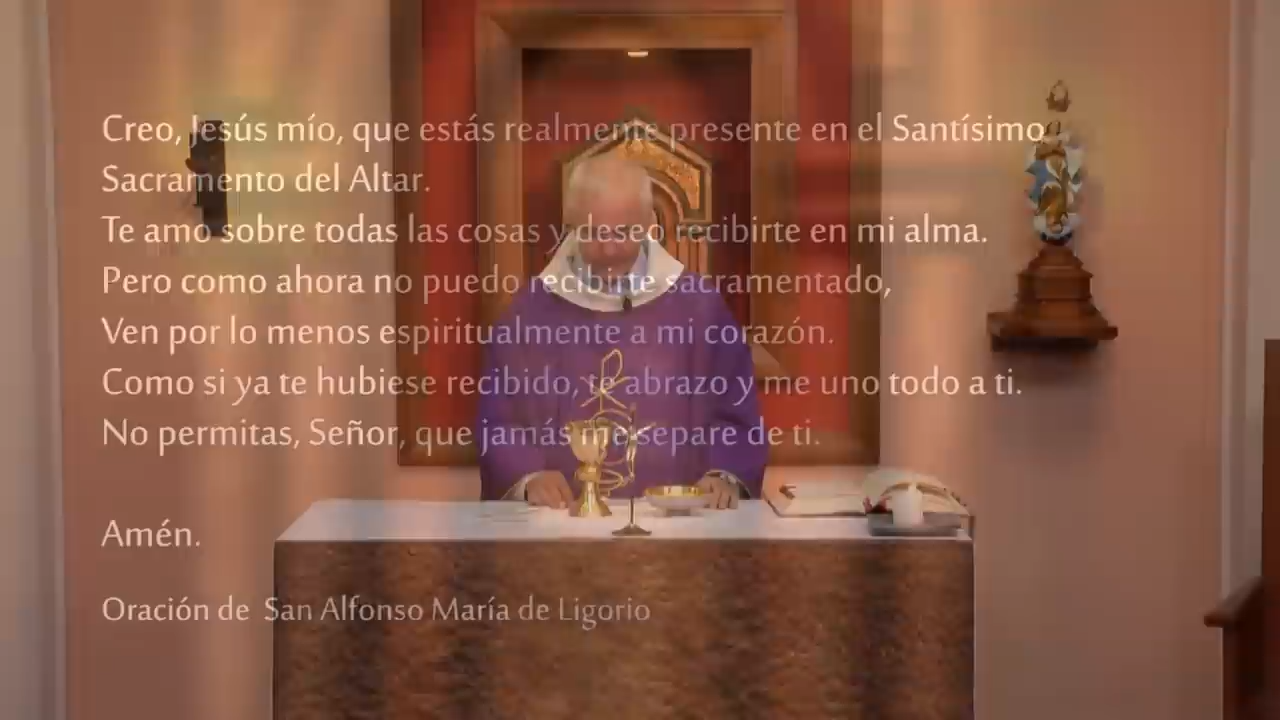 Creo, Jesús mío, que estás realmente presente en el Santísimo
Sacramento del Altar.
Te amo sobre todas las cosas y deseo recibirte en mi alma.
Pero como ahora no puedo recibirte sacramentado,
Ven por lo menos espiritualmente a mi corazón.
Como si ya te hubiese recibido, te abrazo y me uno todo a ti.
No permitas, Señor, que jamás me separe de ti.
Amén.
Oración de San Alfonso María de Ligorio